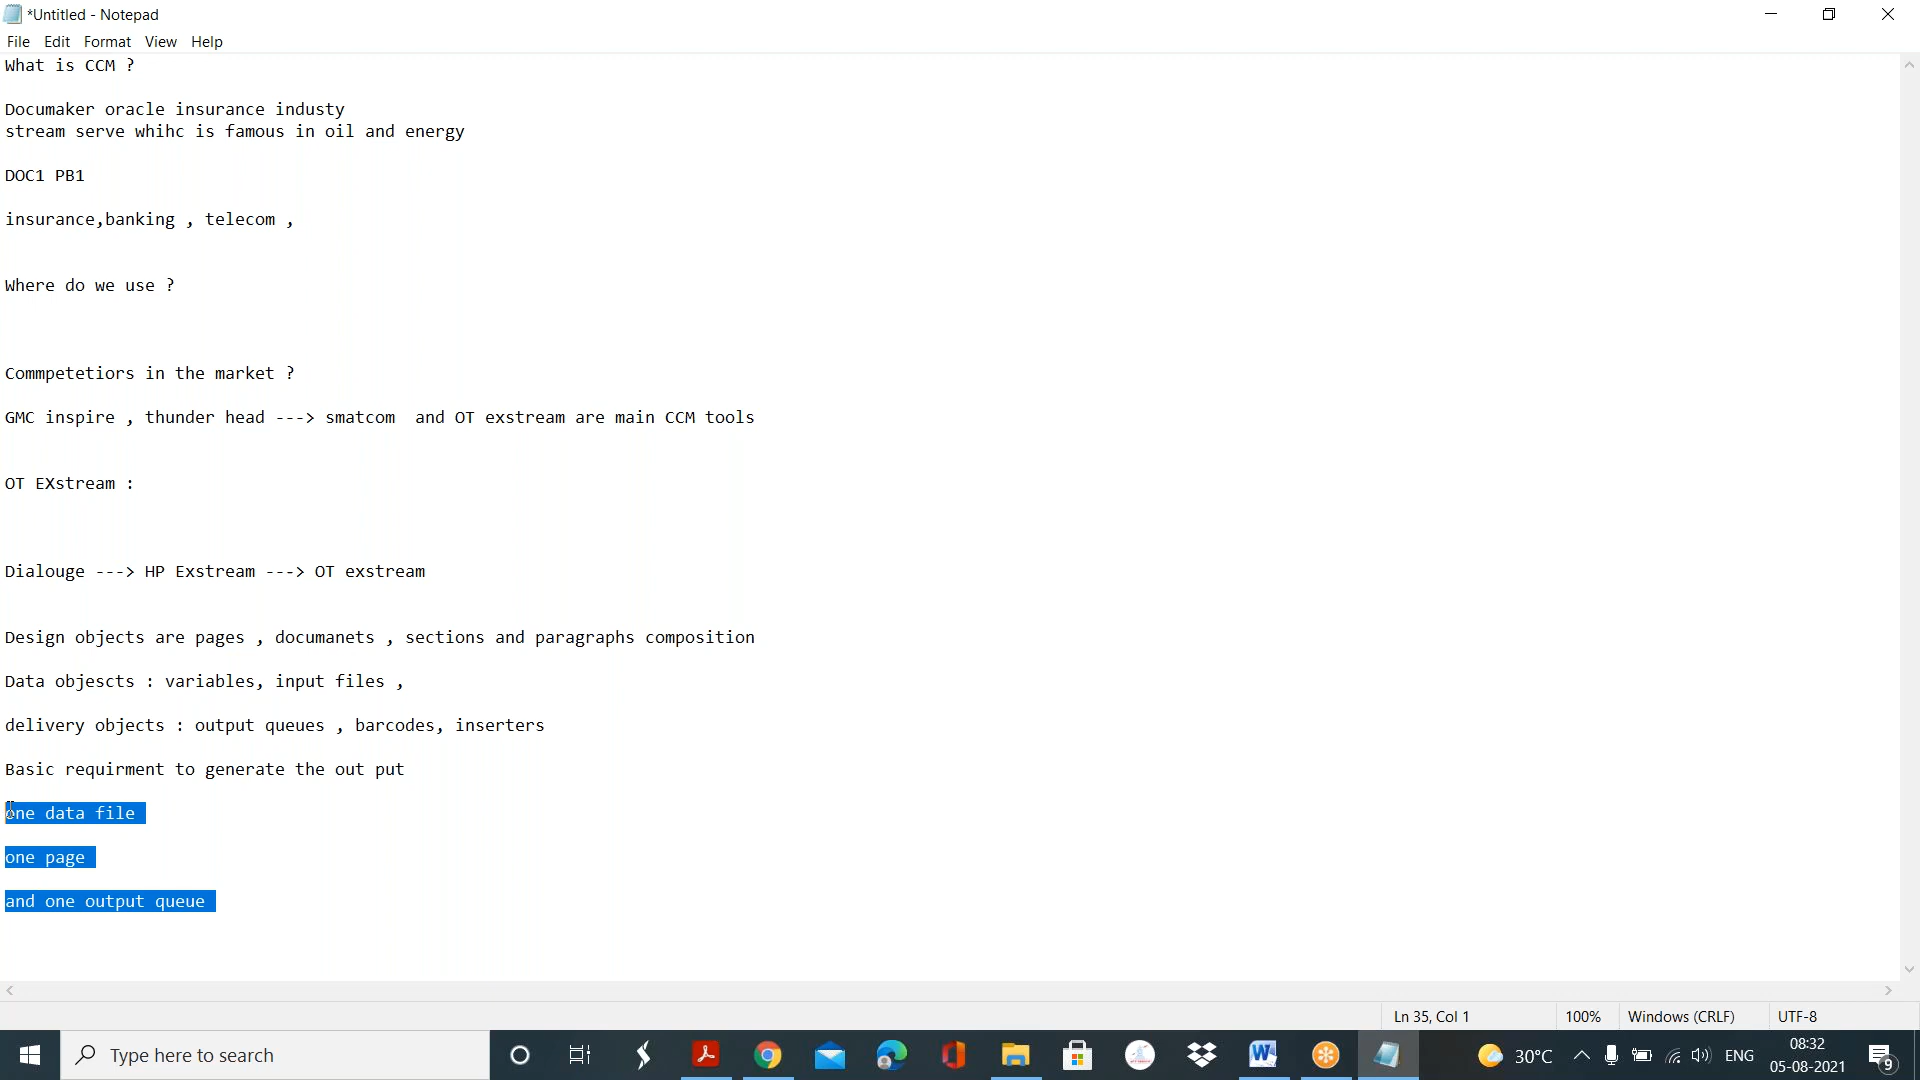 *Untitled - Notepad
File Edit Format View Help
What is CCM ?
Documaker oracle insurance industy
stream serve whihc is famous in oil and energy
DOC1 PB1
insurance,banking , telecom ,
Where do we use ?
Commpetetiors in the market ?
GMC inspire , thunder head ---> smatcom  and OT exstream are main CCM tools
OT EXstream :
Dialouge ---> HP Exstream ---> OT exstream
Design objects are pages , documanets , sections and paragraphs composition
Data objescts : variables, input files ,
delivery objects : output queues , barcodes, inserters
Basic requirment to generate the out put
one data file
one page
and one output queue
Ln 35, Col 1 100% Windows (CRLF) UTF-8
Type here to search
30°C ENG 08:32
05-08-2021
9